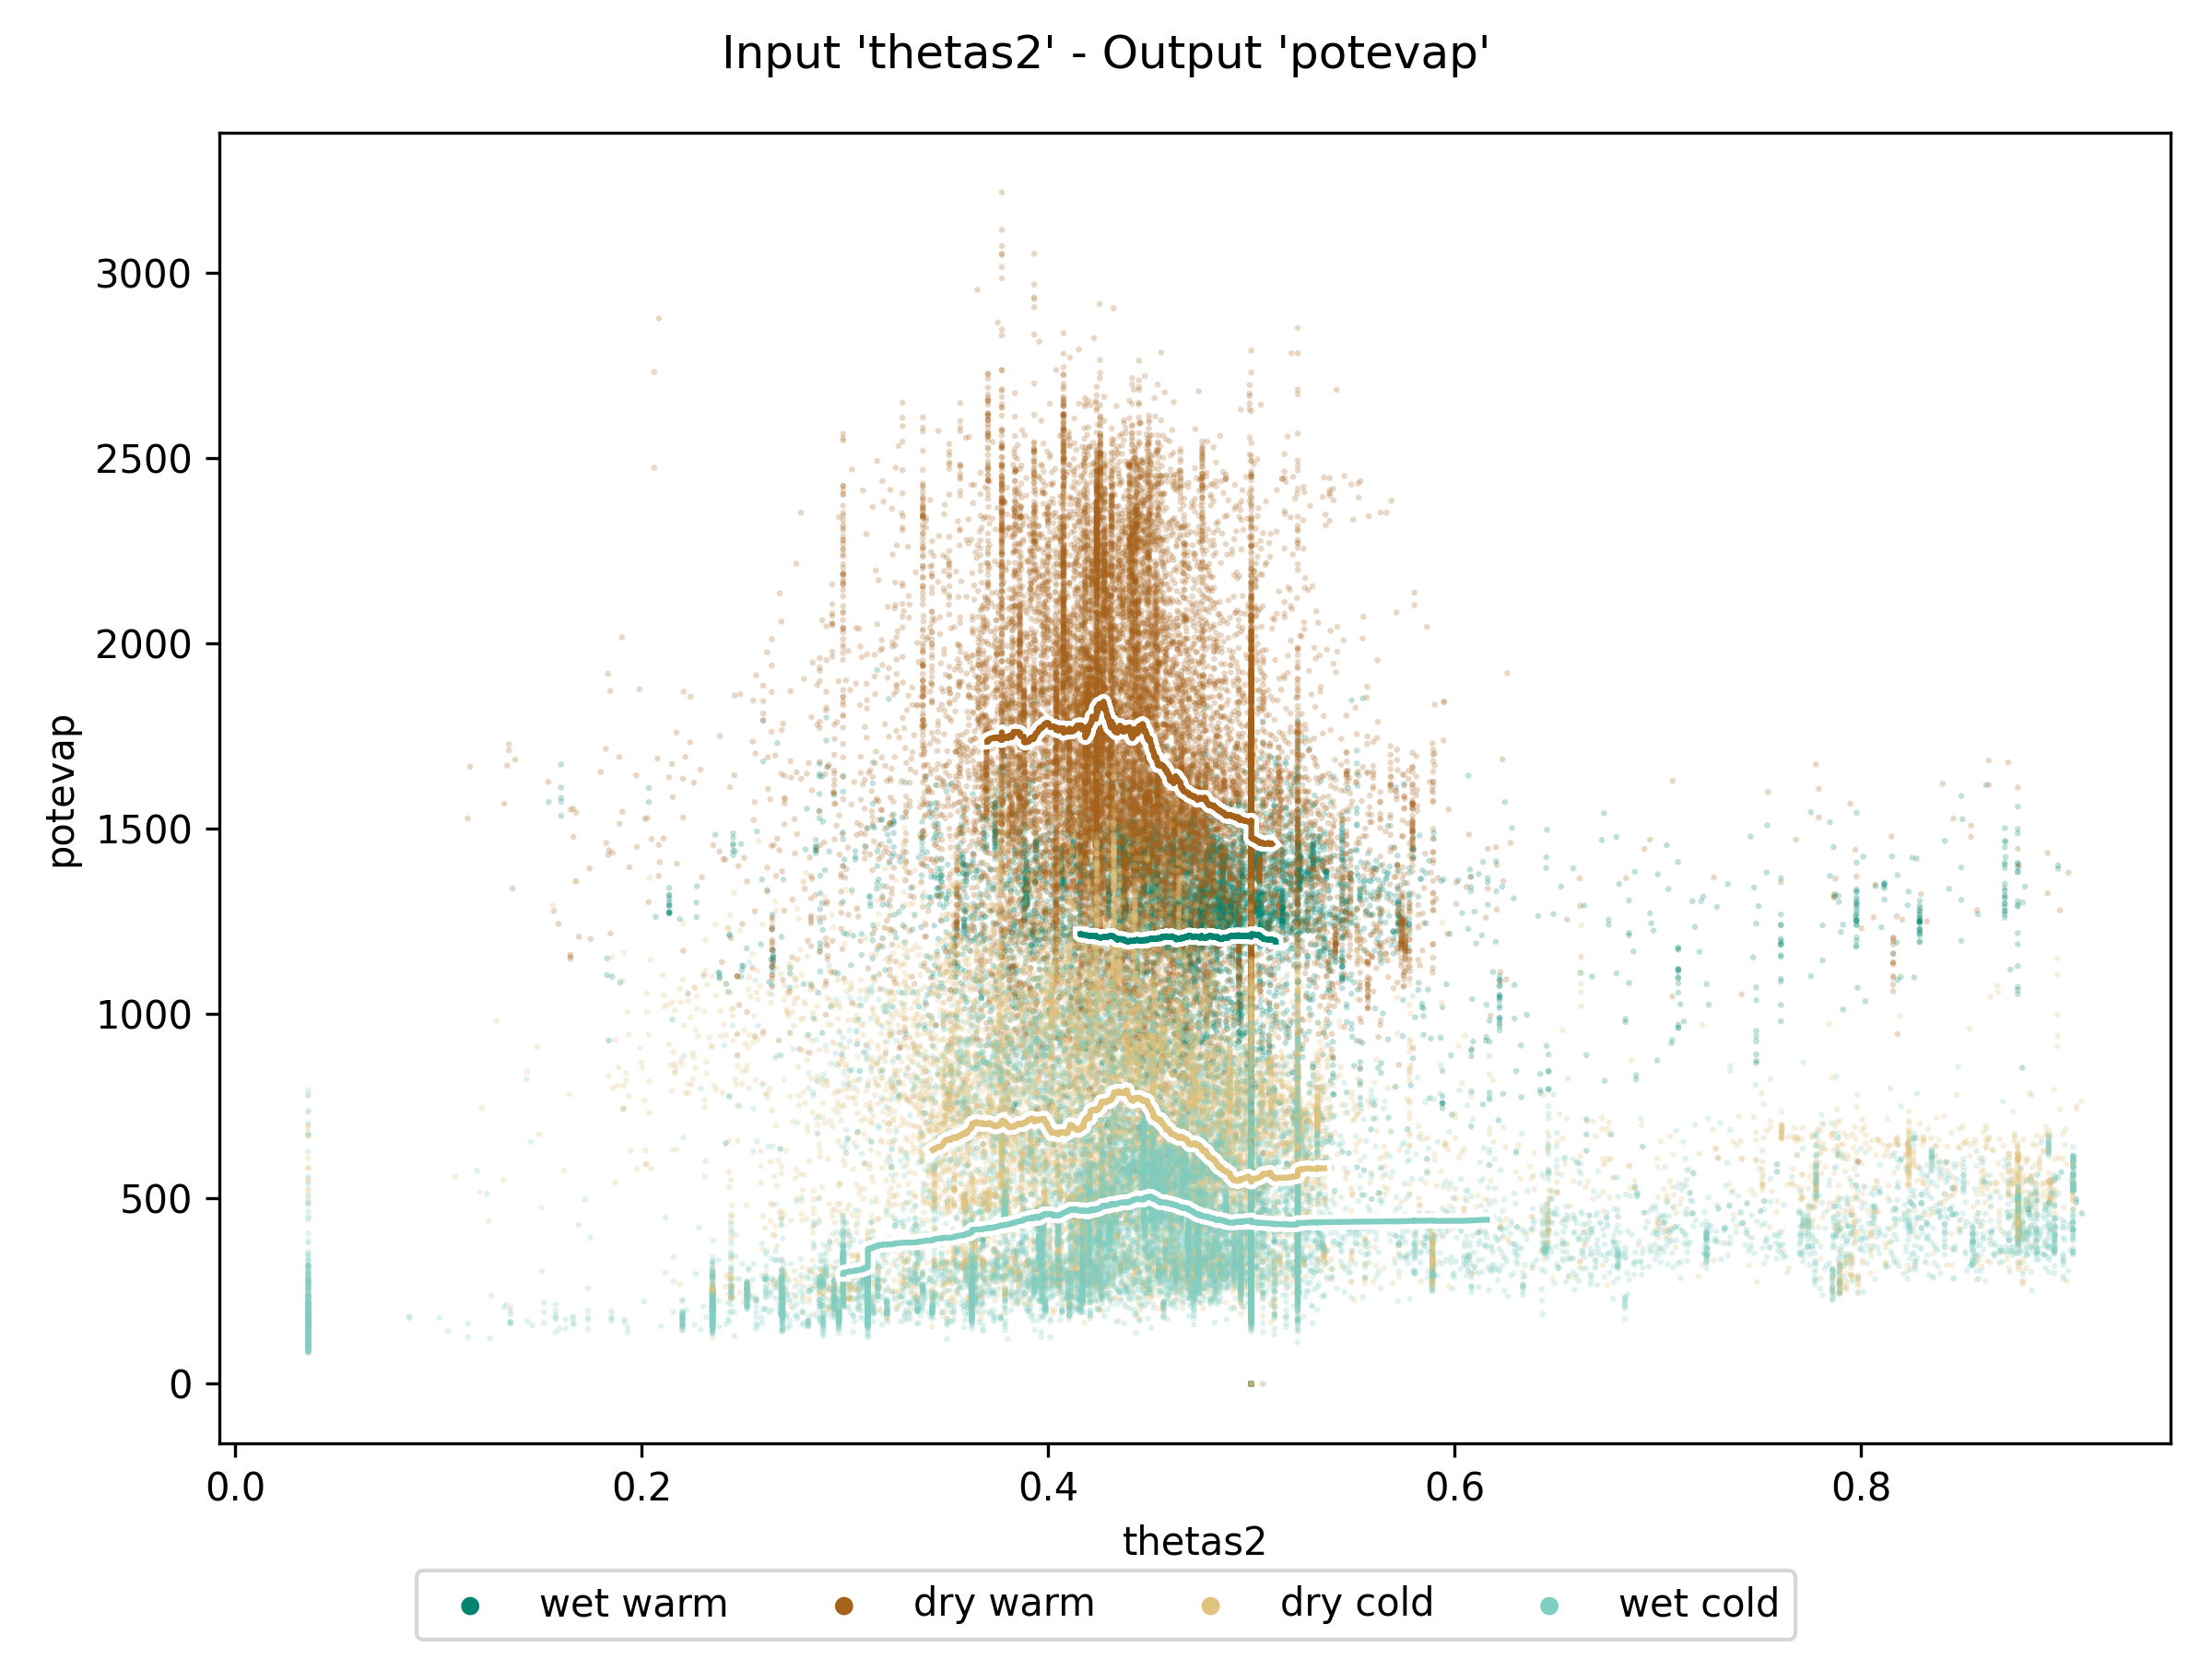 Input 'thetas2' - Output 'potevap'
potevap
3000
2500
2000
1500
1000
500
0
0.0 0.2 0.4 0.6 0.8
thetas2
wet warm dry warm dry cold wet cold